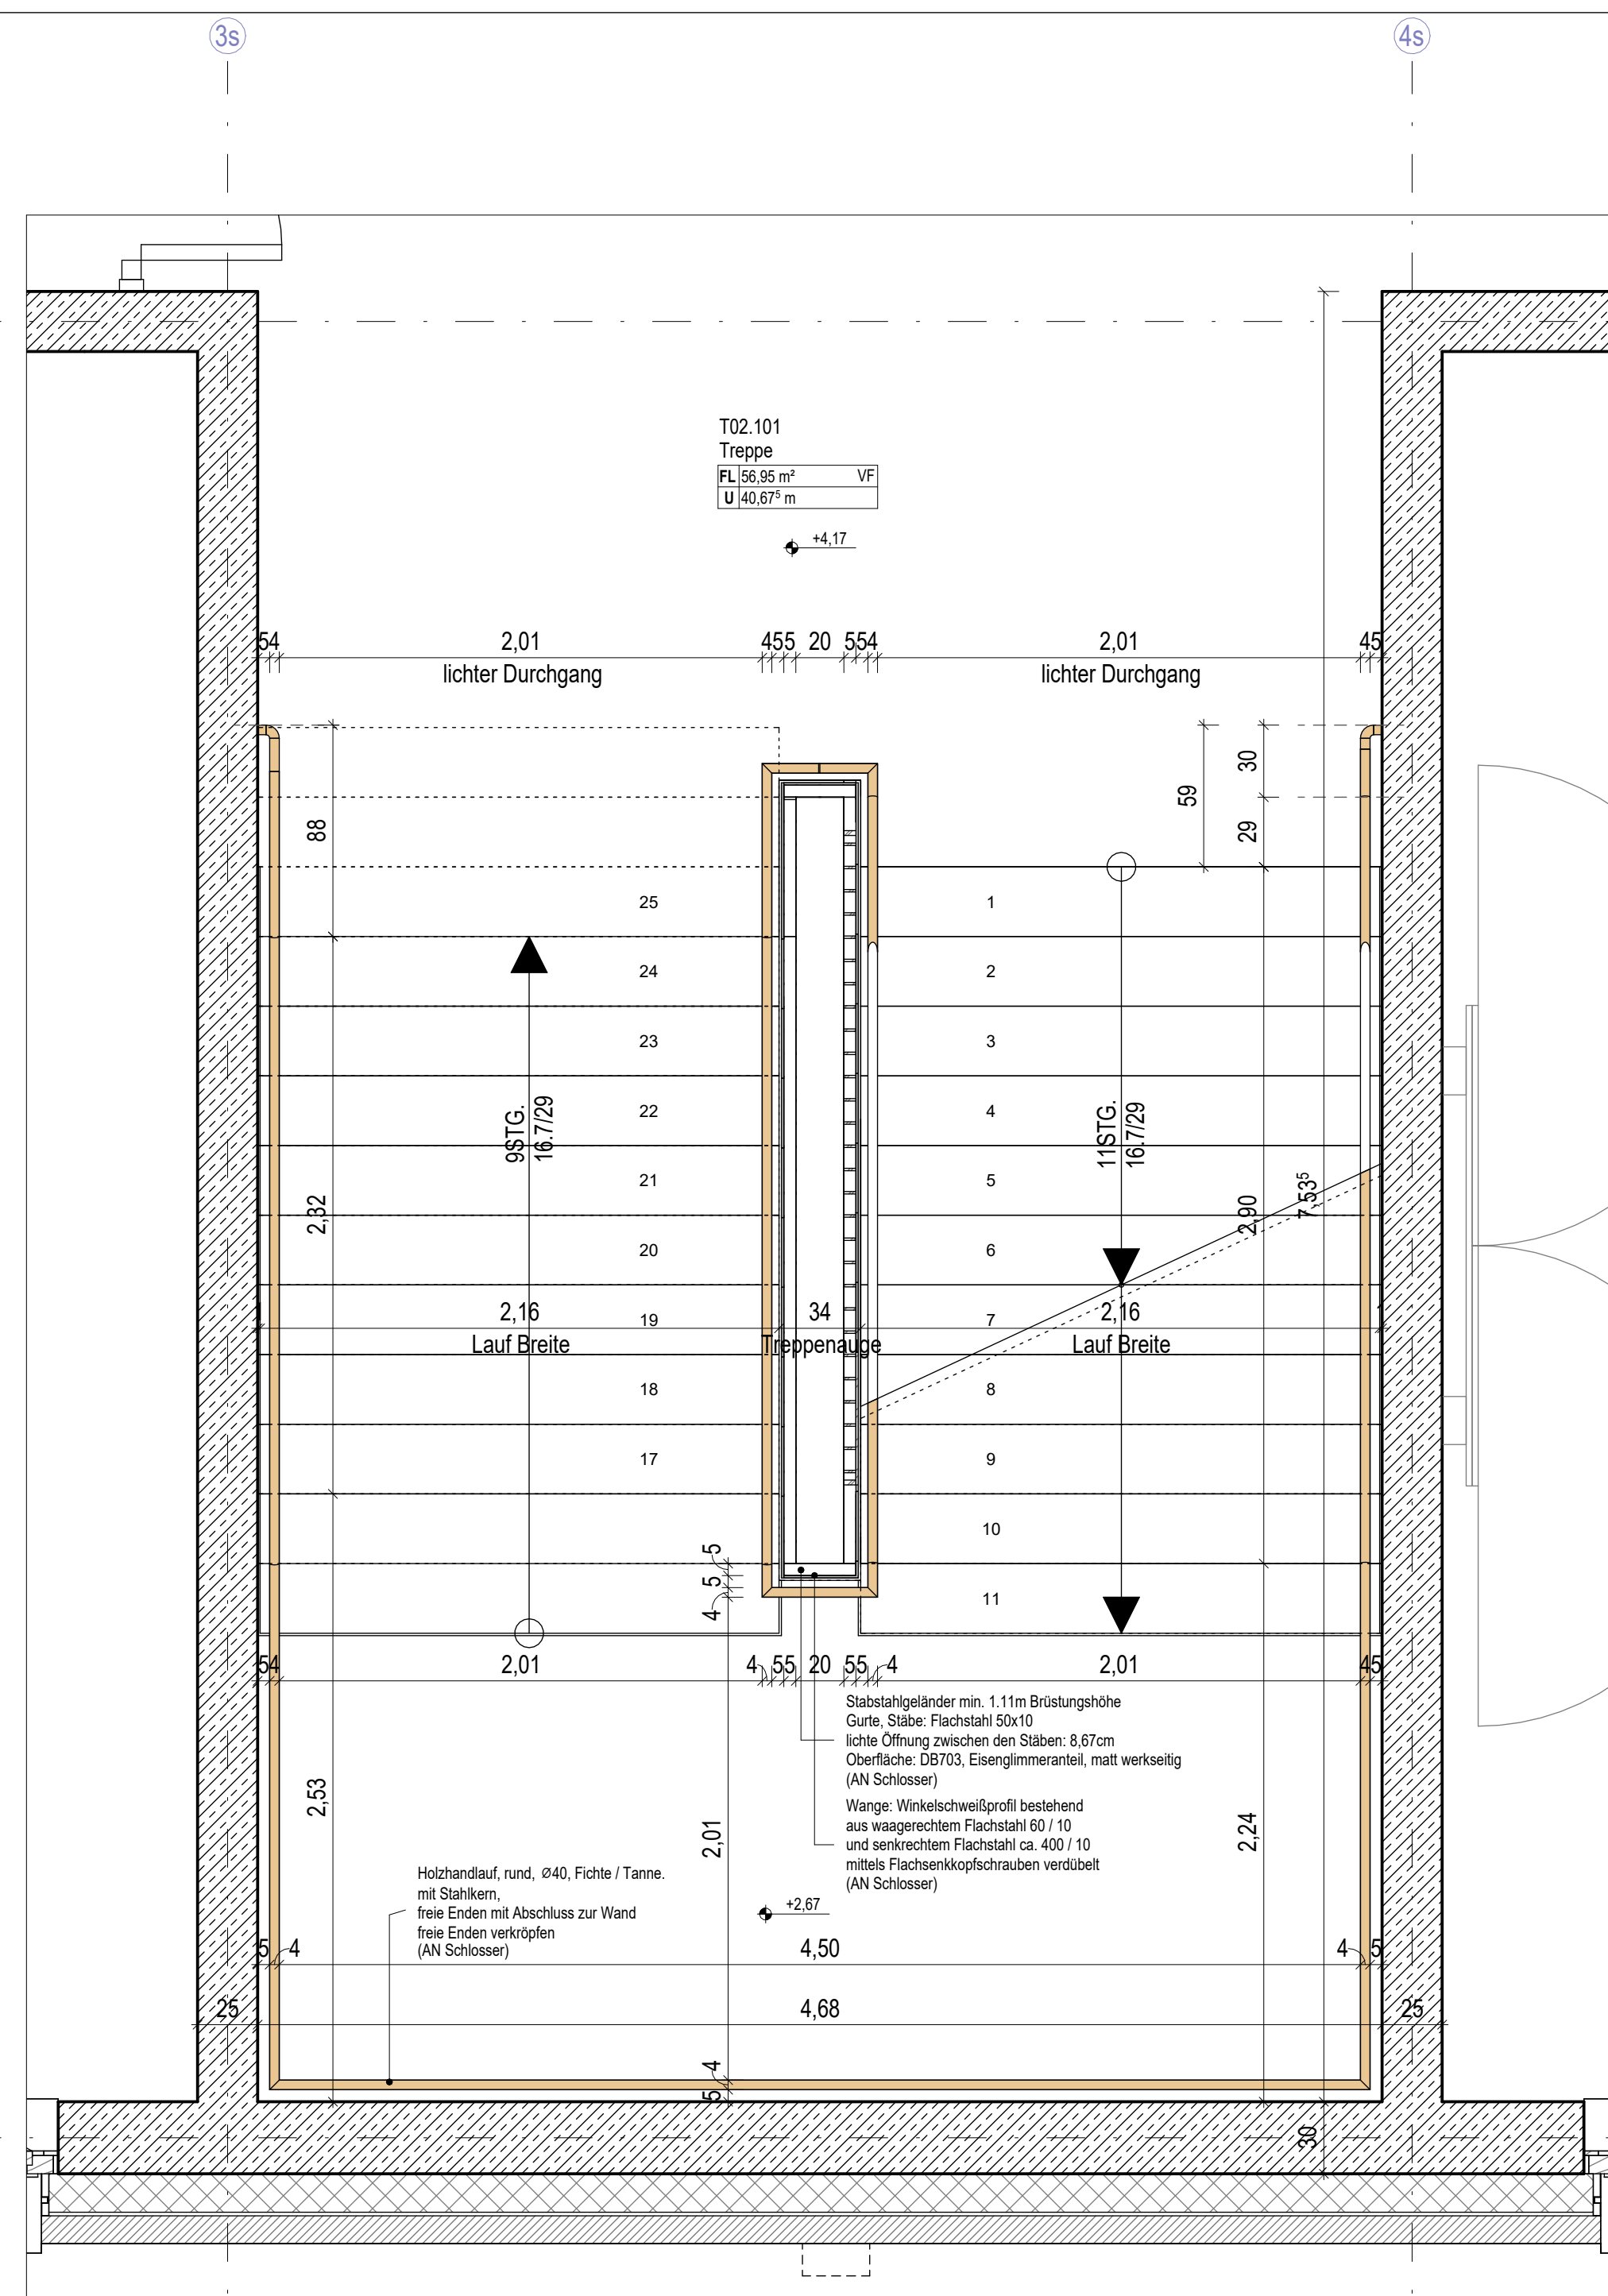 3s
4s
T02.101
Treppe
FL 56,95 m² VF
U 40,67⁵ m
+4,17
54 2,01 455 20 554 2,01 45
lichter Durchgang
lichter Durchgang
88
59
30
29
25
1
24
2
23
3
22
4
9STG.
16.7/29
11STG.
16.7/29
21
5
2,32
2,90
7,53⁵
20
6
2,16
34
2,16
19
7
Lauf Breite
Treppenauge
Lauf Breite
18
8
17
9
10
5
5
4
11
54 2,01 4 55 20 55 4 2,01 45
Stabstahlgeländer min. 1.11m Brüstungshöhe
Gurte, Stäbe: Flachstahl 50x10
lichte Öffnung zwischen den Stäben: 8,67cm
Oberfläche: DB703, Eisenglimmeranteil, matt werkseitig
(AN Schlosser)
Wange: Winkelschweißprofil bestehend
aus waagerechtem Flachstahl 60 / 10
und senkrechtem Flachstahl ca. 400 / 10
mittels Flachsenkkopfschrauben verdübelt
(AN Schlosser)
2,53
2,01
2,24
Holzhandlauf, rund, Ø40, Fichte / Tanne.
mit Stahlkern,
freie Enden mit Abschluss zur Wand
freie Enden verkröpfen
(AN Schlosser)
+2,67
5 4 4,50 4 5
25 4,68 25
4
5
30